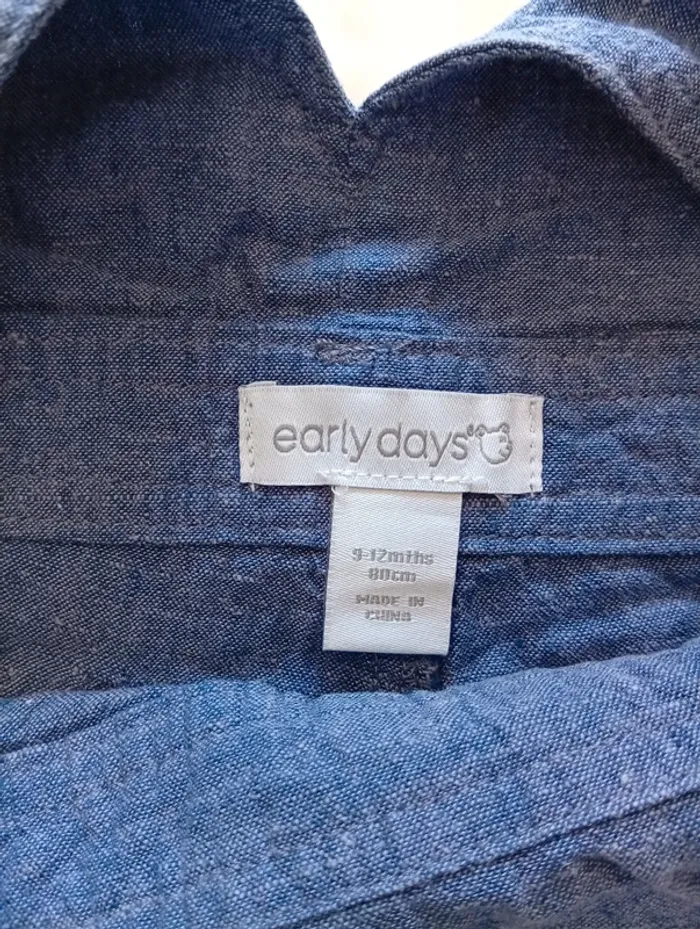 early days
9-12mths
80cm
MADE IN
CHINA